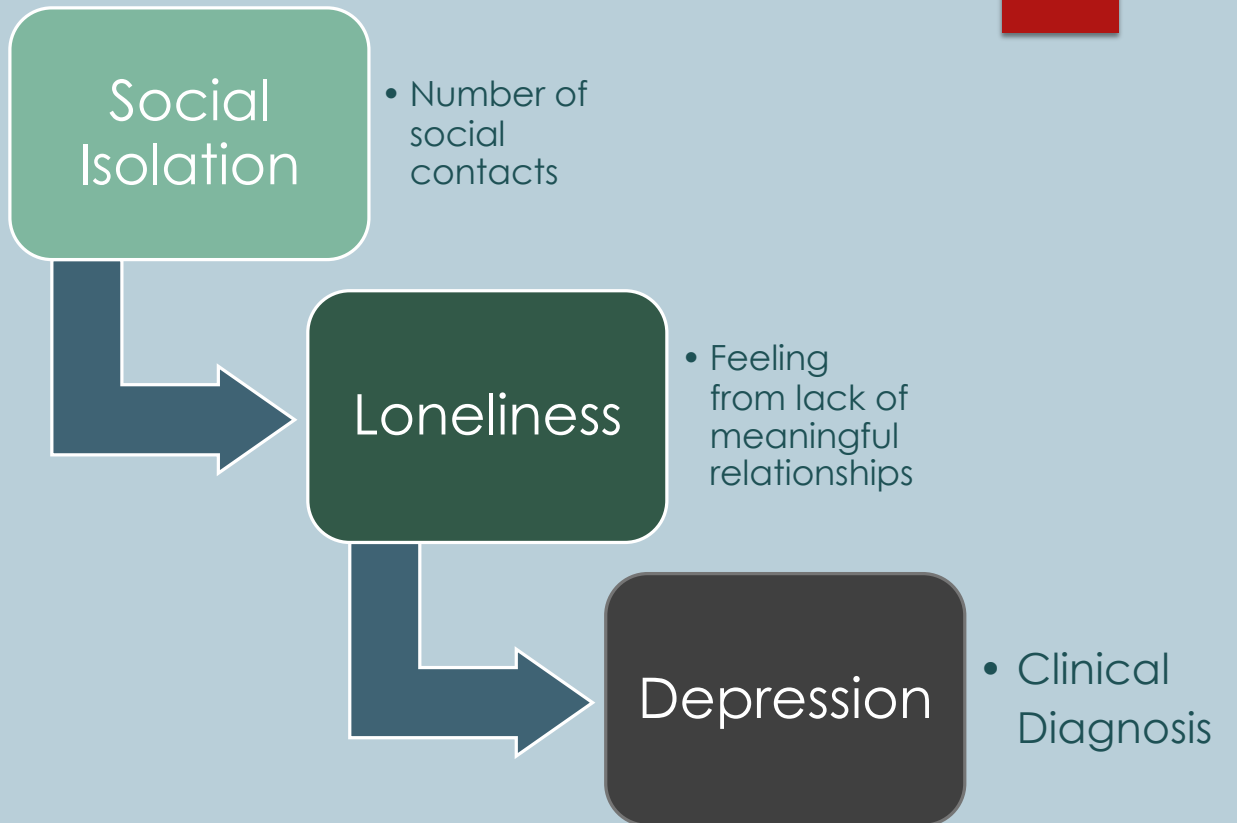 Social
Isolation
• Number of
social
contacts
Loneliness
• Feeling
from lack of
meaningful
relationships
Depression
• Clinical
Diagnosis